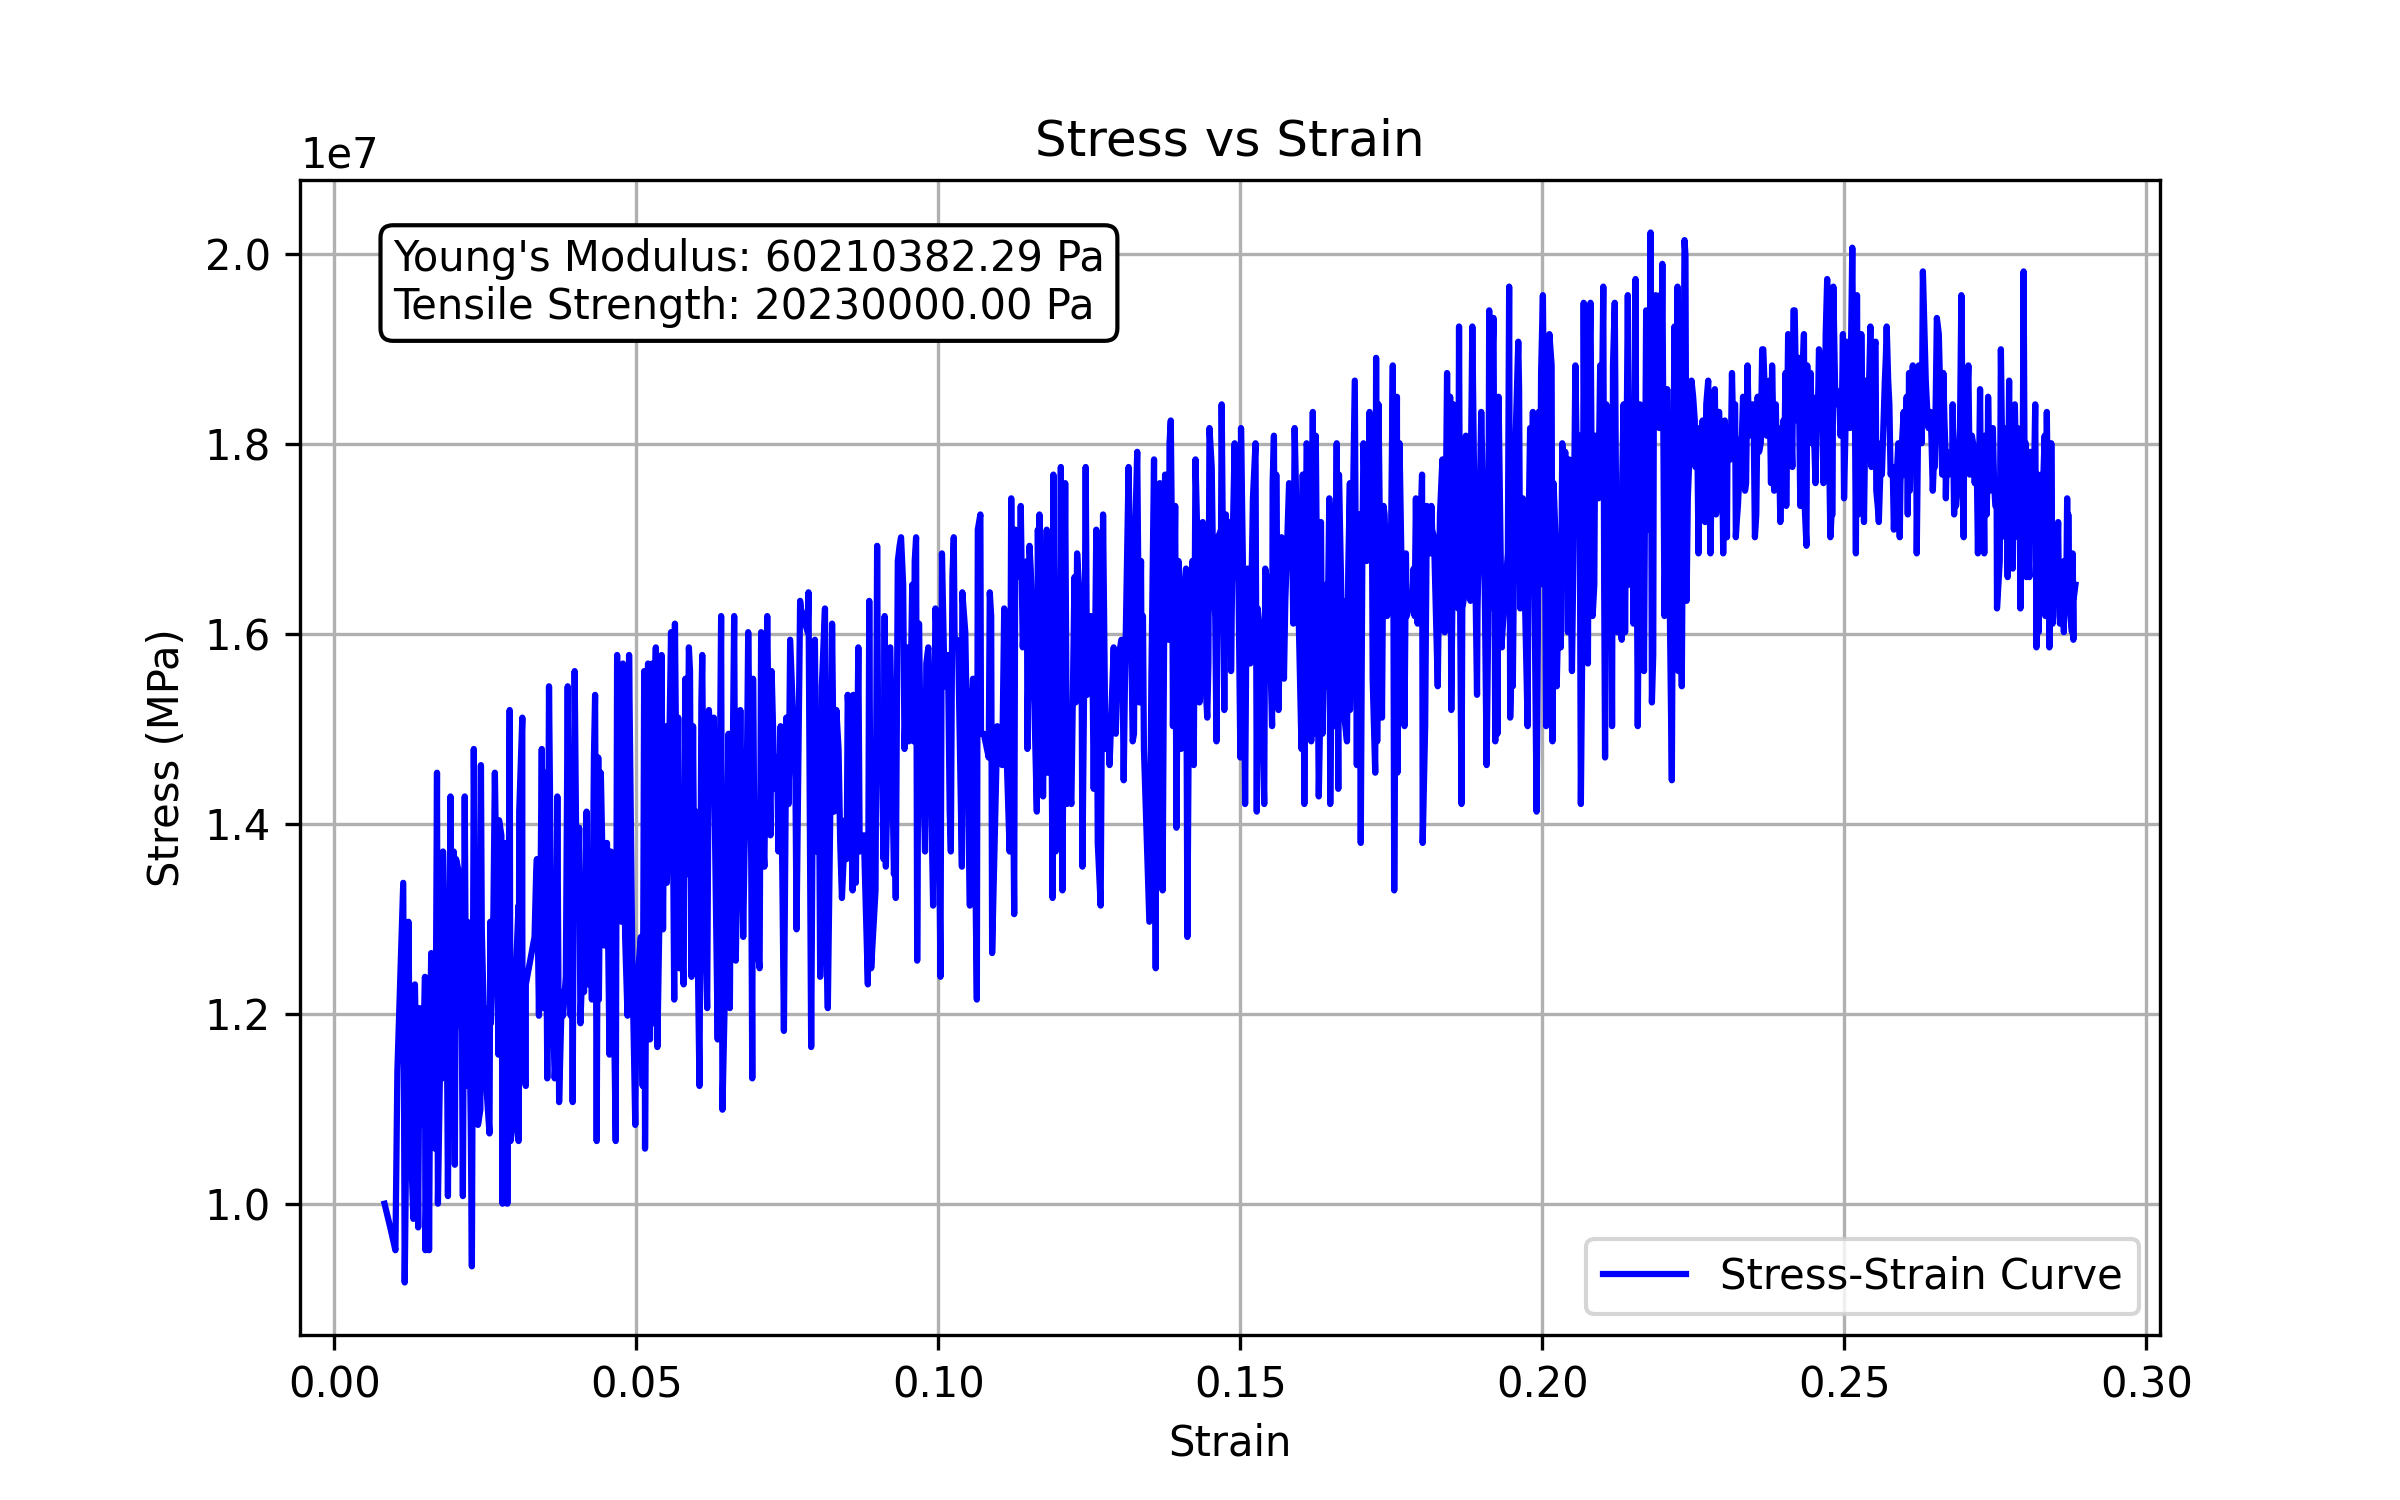 Stress vs Strain
1e7
Young's Modulus: 60210382.29 Pa
Tensile Strength: 20230000.00 Pa
2.0
1.8
1.6
1.4
1.2
1.0
Stress (MPa)
Stress-Strain Curve
0.00 0.05 0.10 0.15 0.20 0.25 0.30
Strain